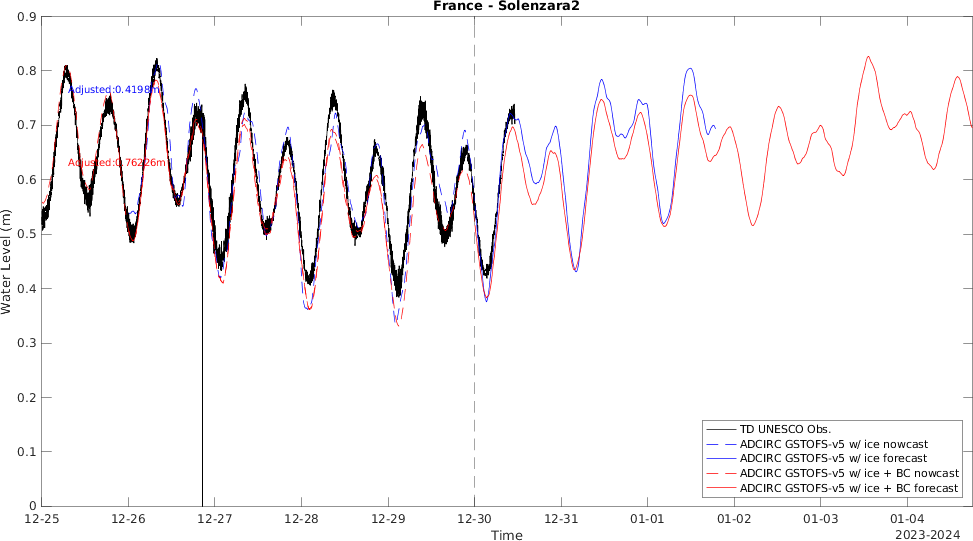 France - Solenzara2
0.9
0.8
0.7
0.6
0.5
0.4
0.3
0.2
0.1
0
Water Level (m)
Adjusted:0.4198m
Adjusted:0.76226m
TD UNESCO Obs.
ADCIRC GSTOFS-v5 w/ ice nowcast
ADCIRC GSTOFS-v5 w/ ice forecast
ADCIRC GSTOFS-v5 w/ ice + BC nowcast
ADCIRC GSTOFS-v5 w/ ice + BC forecast
12-25 12-26 12-27 12-28 12-29 12-30 12-31 01-01 01-02 01-03 01-04
Time
2023-2024